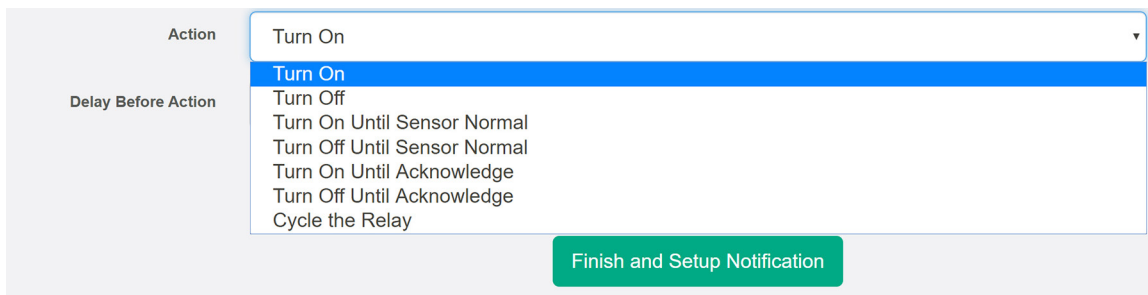 Action
Turn On
Turn On
Delay Before Action
Turn Off
Turn On Until Sensor Normal
Turn Off Until Sensor Normal
Turn On Until Acknowledge
Turn Off Until Acknowledge
Cycle the Relay
Finish and Setup Notification